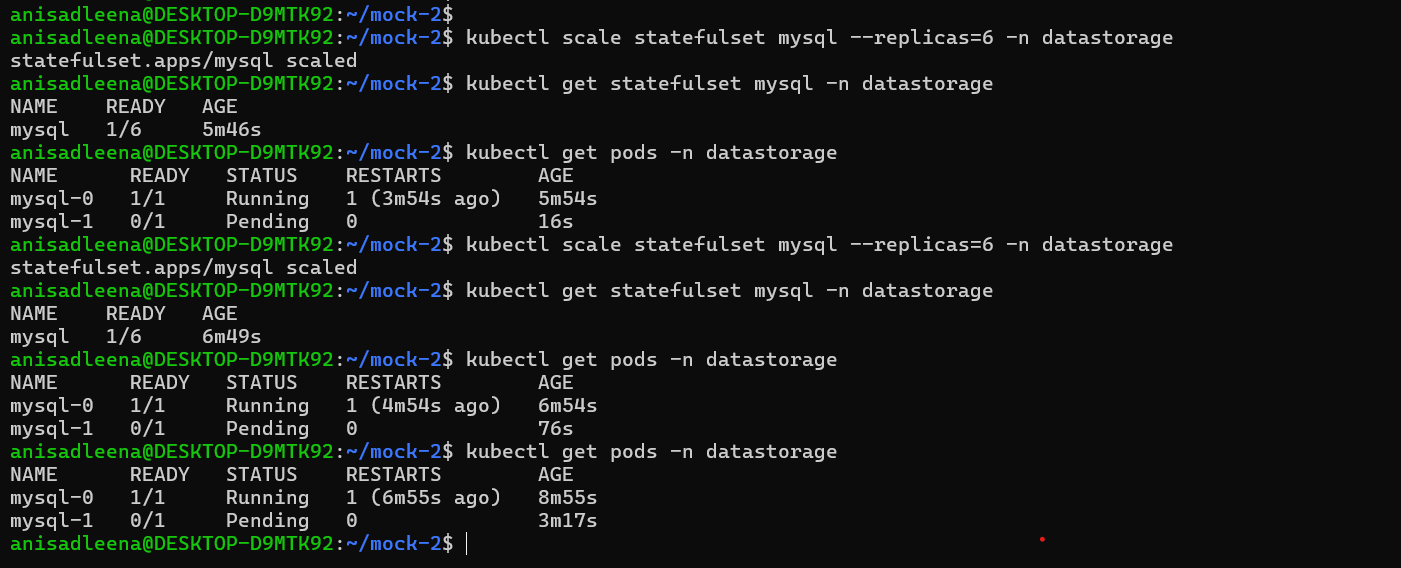 anisadleena@DESKTOP-D9MTK92:~/mock-2$
anisadleena@DESKTOP-D9MTK92:~/mock-2$ kubectl scale statefulset mysql --replicas=6 -n datastorage
statefulset.apps/mysql scaled
anisadleena@DESKTOP-D9MTK92:~/mock-2$ kubectl get statefulset mysql -n datastorage
NAME    READY   AGE
mysql   1/6     5m46s
anisadleena@DESKTOP-D9MTK92:~/mock-2$ kubectl get pods -n datastorage
NAME      READY   STATUS    RESTARTS        AGE
mysql-0   1/1     Running   1 (3m54s ago)   5m54s
mysql-1   0/1     Pending   0               16s
anisadleena@DESKTOP-D9MTK92:~/mock-2$ kubectl scale statefulset mysql --replicas=6 -n datastorage
statefulset.apps/mysql scaled
anisadleena@DESKTOP-D9MTK92:~/mock-2$ kubectl get statefulset mysql -n datastorage
NAME    READY   AGE
mysql   1/6     6m49s
anisadleena@DESKTOP-D9MTK92:~/mock-2$ kubectl get pods -n datastorage
NAME      READY   STATUS    RESTARTS        AGE
mysql-0   1/1     Running   1 (4m54s ago)   6m54s
mysql-1   0/1     Pending   0               76s
anisadleena@DESKTOP-D9MTK92:~/mock-2$ kubectl get pods -n datastorage
NAME      READY   STATUS    RESTARTS        AGE
mysql-0   1/1     Running   1 (6m55s ago)   8m55s
mysql-1   0/1     Pending   0               3m17s
anisadleena@DESKTOP-D9MTK92:~/mock-2$